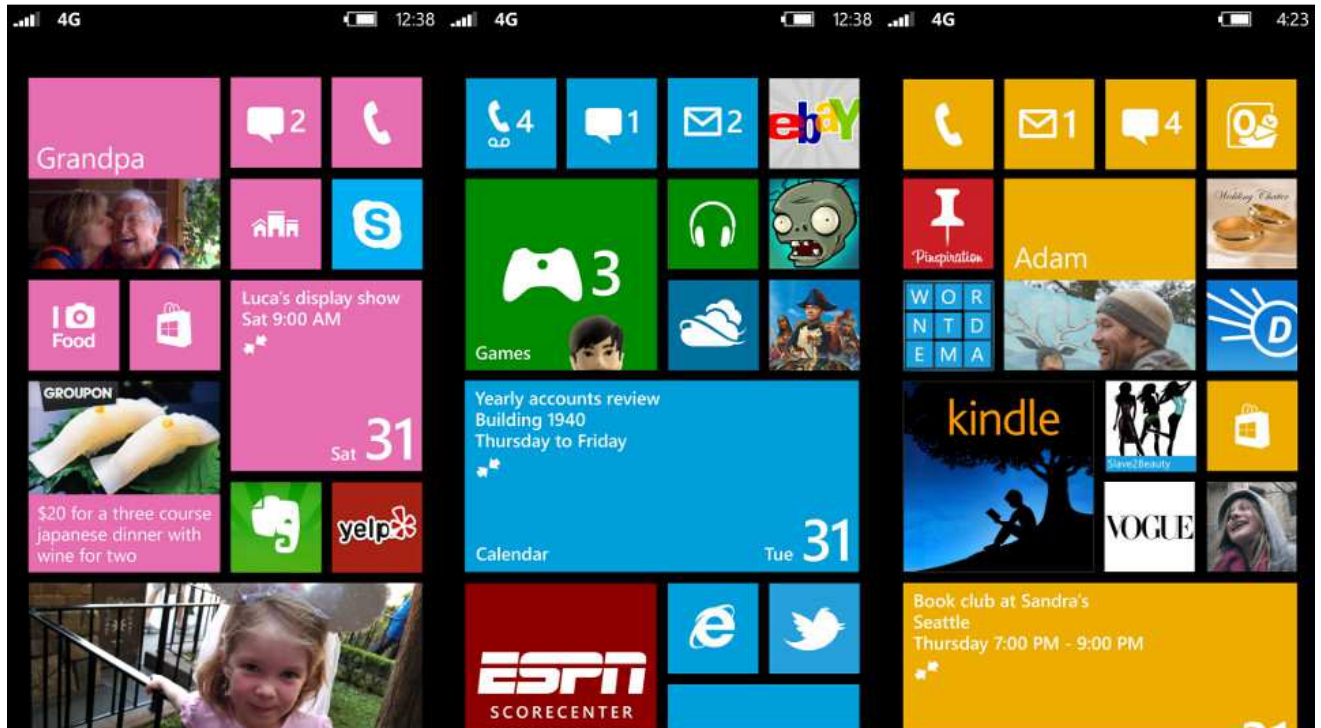 4G
12:38
2
Grandpa
S
Food
Luca's display show
Sat 9:00 AM
Sat 31
GROUPON
$20 for a three course
japanese dinner with
wine for two
yelp
4G
12:38
4
1
2
ebaY
3
Games
Yearly accounts review
Building 1940
Thursday to Friday
Calendar
Tue 31
e
ESPN
SCORECENTER
4G
4:23
1
4
O
Pinspiration
Adam
Wedding Chatter
W O R
N T D
E M A
D
kindle
Slave2Beauty
VOGUE
Book club at Sandra's
Seattle
Thursday 7:00 PM - 9:00 PM